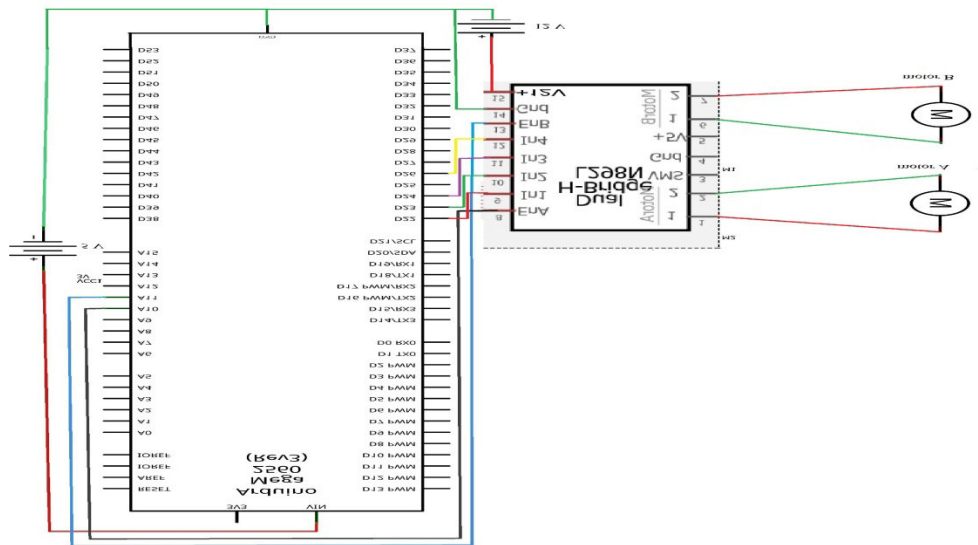 12 V
D53
D52
D51
D50
D49
D48
D47
D46
D45
D44
D43
D42
D41
D40
D39
D38
D37
D36
D35
D34
D33
D32
D31
D30
D29
D28
D27
D26
D25
D24
D23
D22
5 V
VCC1
3V
A15
A14
A13
A12
A11
A10
A9
A8
A7
A6
A5
A4
A3
A2
A1
A0
IOREF
IOREF
AREF
RESET
D21/SCL
D20/SDA
D19/RX1
D18/TX1
D17 PWM/RX2
D16 PWM/TX2
D15/RX3
D14/TX3
D0 RX0
D1 TX0
D2 PWM
D3 PWM
D4 PWM
D5 PWM
D6 PWM
D7 PWM
D8 PWM
D9 PWM
D10 PWM
D11 PWM
D12 PWM
D13 PWM
Arduino
Mega
2560
(Rev3)
3V3
VIN
15 +12V
14 Gnd
13 EnB
12 In4
11 In3
10 In2
9 In1
8 EnA
Dual
H-Bridge
L298N
MotorB
2 7
1 6
+5V 5
Gnd 4
VMS 3
MotorA
2 2
1 1
M1
M2
motor B
M
motor A
M